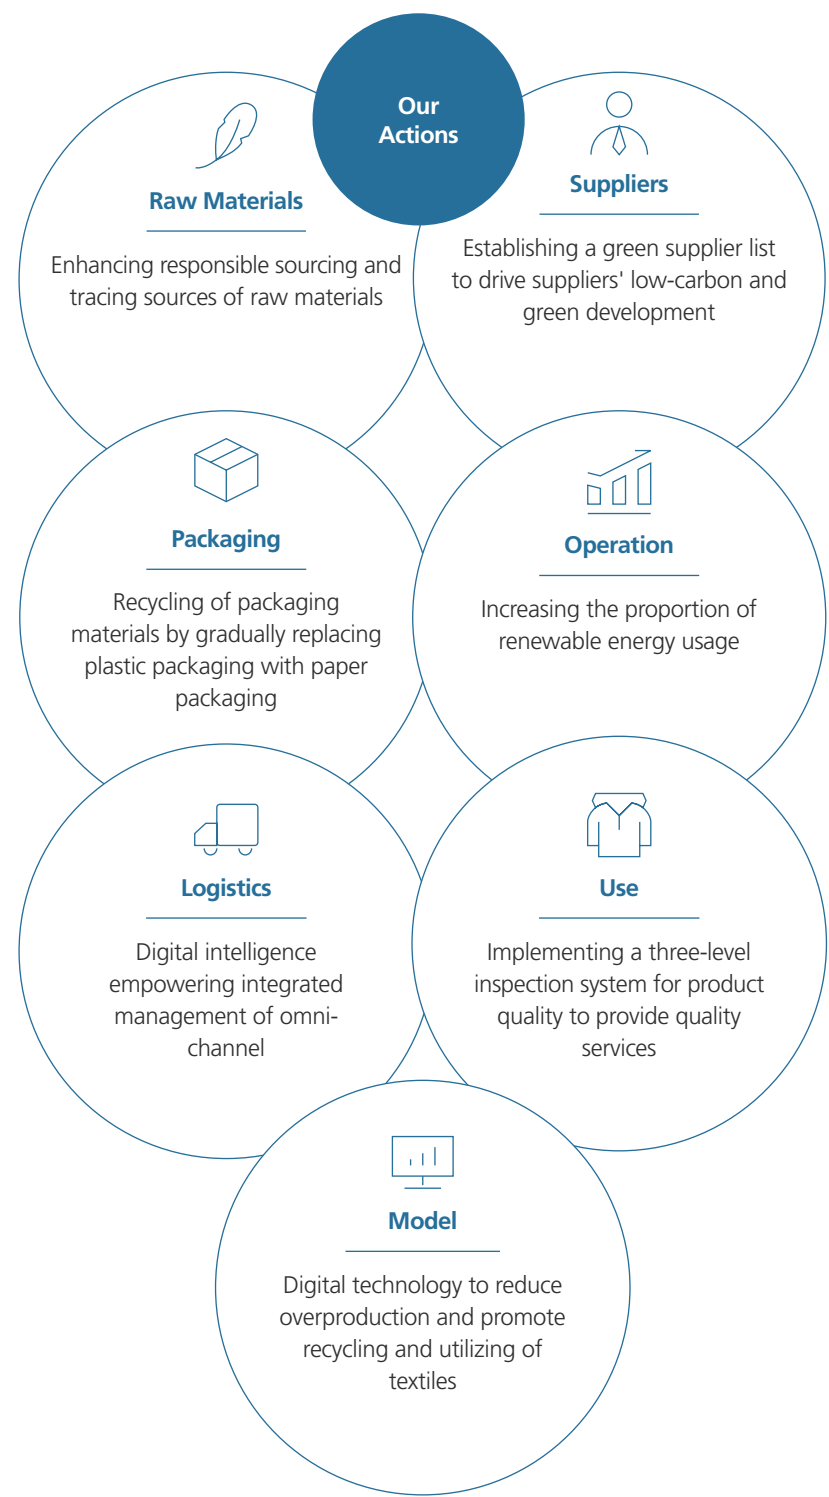 Our
Actions
Raw Materials
Enhancing responsible sourcing and
tracing sources of raw materials
Suppliers
Establishing a green supplier list
to drive suppliers' low-carbon and
green development
Packaging
Recycling of packaging
materials by gradually replacing
plastic packaging with paper
packaging
Operation
Increasing the proportion of
renewable energy usage
Logistics
Digital intelligence
empowering integrated
management of omni-
channel
Use
Implementing a three-level
inspection system for product
quality to provide quality
services
Model
Digital technology to reduce
overproduction and promote
recycling and utilizing of
textiles